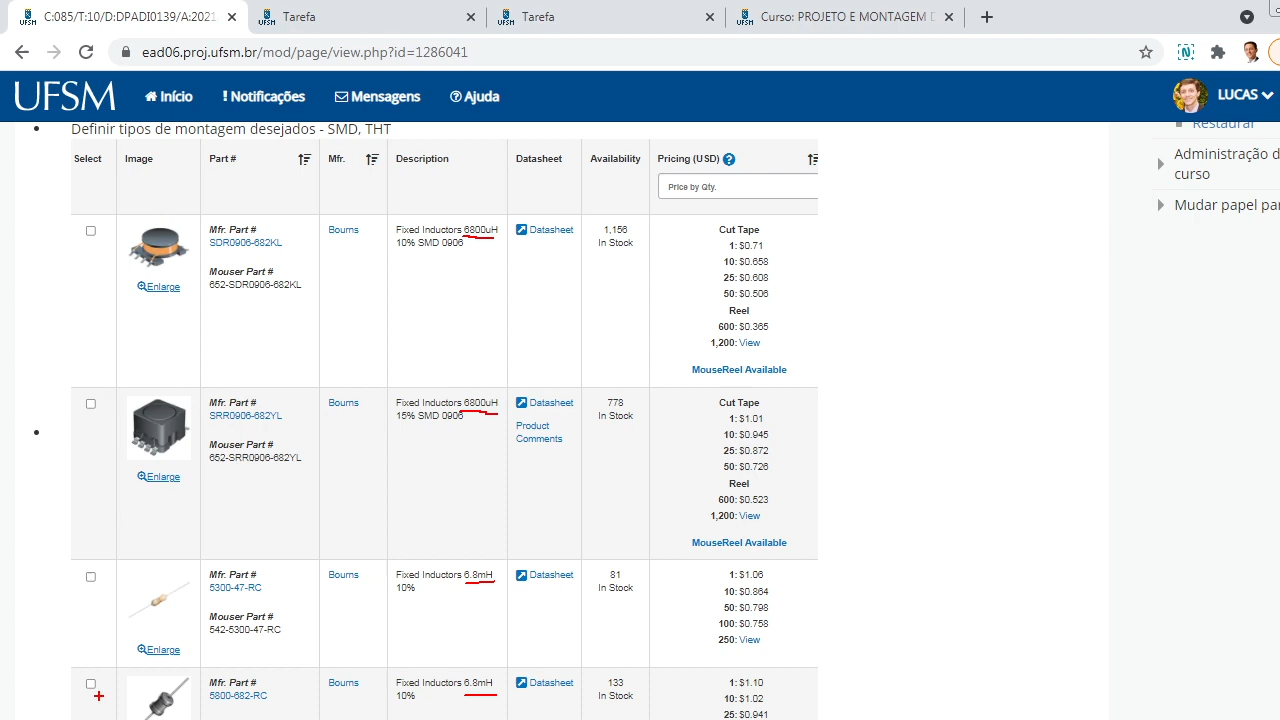 C:085/T:10/D:DPADI0139/A:2021
Tarefa
Tarefa
Curso: PROJETO E MONTAGEM D
ead06.proj.ufsm.br/mod/page/view.php?id=1286041
UFSM
Início
Notificações
Mensagens
Ajuda
LUCAS
Restaurar
Administração d
curso
Mudar papel par
Definir tipos de montagem desejados - SMD, THT
Select Image Part # Mfr. Description Datasheet Availability Pricing (USD)
Price by Qty.
Enlarge
Mfr. Part #
SDR0906-682KL
Mouser Part #
652-SDR0906-682KL
Bourns
Fixed Inductors 6800uH
10% SMD 0906
Datasheet
1,156
In Stock
Cut Tape
1: $0.71
10: $0.658
25: $0.608
50: $0.506
Reel
600: $0.365
1,200: View
MouseReel Available
Enlarge
Mfr. Part #
SRR0906-682YL
Mouser Part #
652-SRR0906-682YL
Bourns
Fixed Inductors 6800uH
15% SMD 0906
Datasheet
Product
Comments
778
In Stock
Cut Tape
1: $1.01
10: $0.945
25: $0.872
50: $0.726
Reel
600: $0.523
1,200: View
MouseReel Available
Enlarge
Mfr. Part #
5300-47-RC
Mouser Part #
542-5300-47-RC
Bourns
Fixed Inductors 6.8mH
10%
Datasheet
81
In Stock
1: $1.06
10: $0.864
50: $0.798
100: $0.758
250: View
Mfr. Part #
5800-682-RC
Bourns
Fixed Inductors 6.8mH
10%
Datasheet
133
In Stock
1: $1.10
10: $1.02
25: $0.941